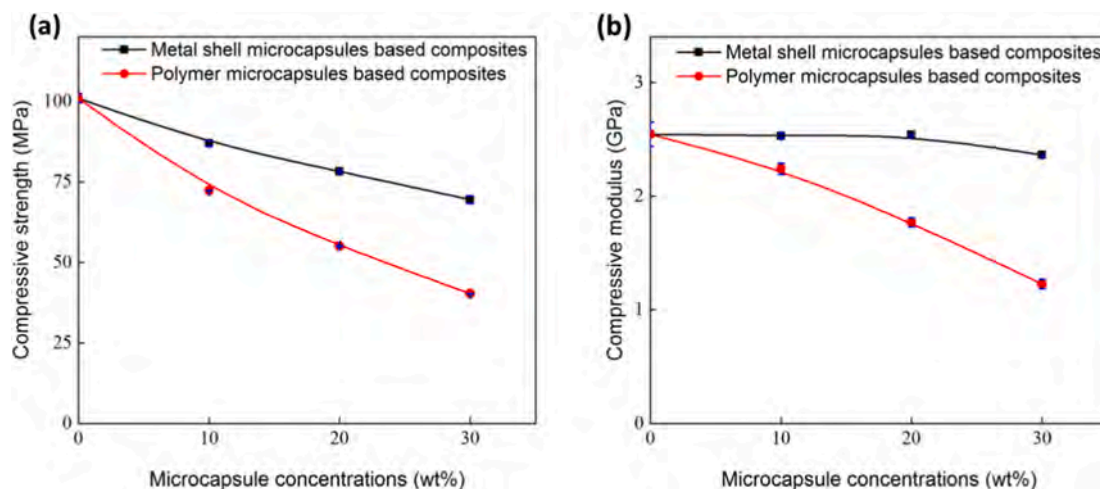 (a)
Metal shell microcapsules based composites
Polymer microcapsules based composites
Compressive strength (MPa)
100
75
50
25
0
0 10 20 30
Microcapsule concentrations (wt%)
(b)
Metal shell microcapsules based composites
Polymer microcapsules based composites
Compressive modulus (GPa)
3
2
1
0
0 10 20 30
Microcapsule concentrations (wt%)